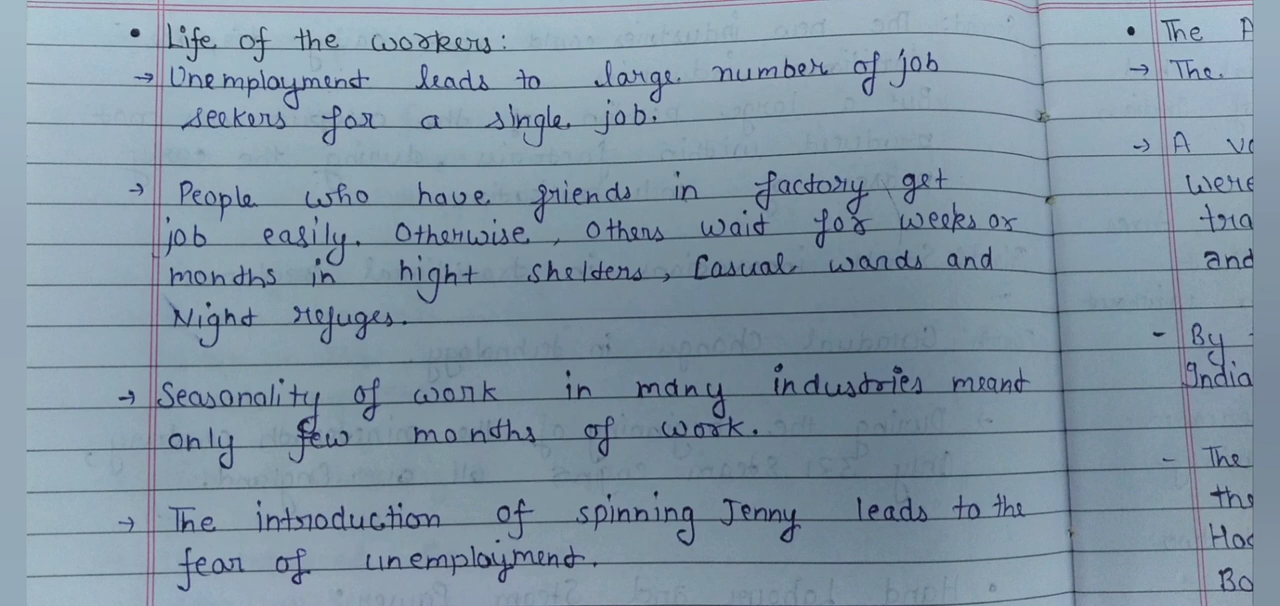 • Life of the workers:
→ Unemployment leads to large number of job
seekers for a single job.
→ People who have friends in factory get
job easily. Otherwise, others wait for weeks or
months in night shelters, Casual wards and
Night refuges.
→ Seasonality of work in many industries meant
only few months of work.
→ The introduction of spinning Jenny leads to the
fear of unemployment.
• The
→ The
→ A
were
and
- By
India
- The